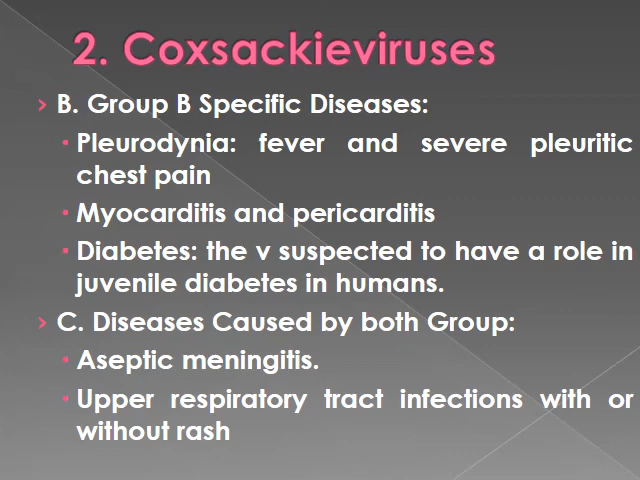 2. Coxsackieviruses
› B. Group B Specific Diseases:
▪ Pleurodynia: fever and severe pleuritic
chest pain
▪ Myocarditis and pericarditis
▪ Diabetes: the v suspected to have a role in
juvenile diabetes in humans.
› C. Diseases Caused by both Group:
▪ Aseptic meningitis.
▪ Upper respiratory tract infections with or
without rash